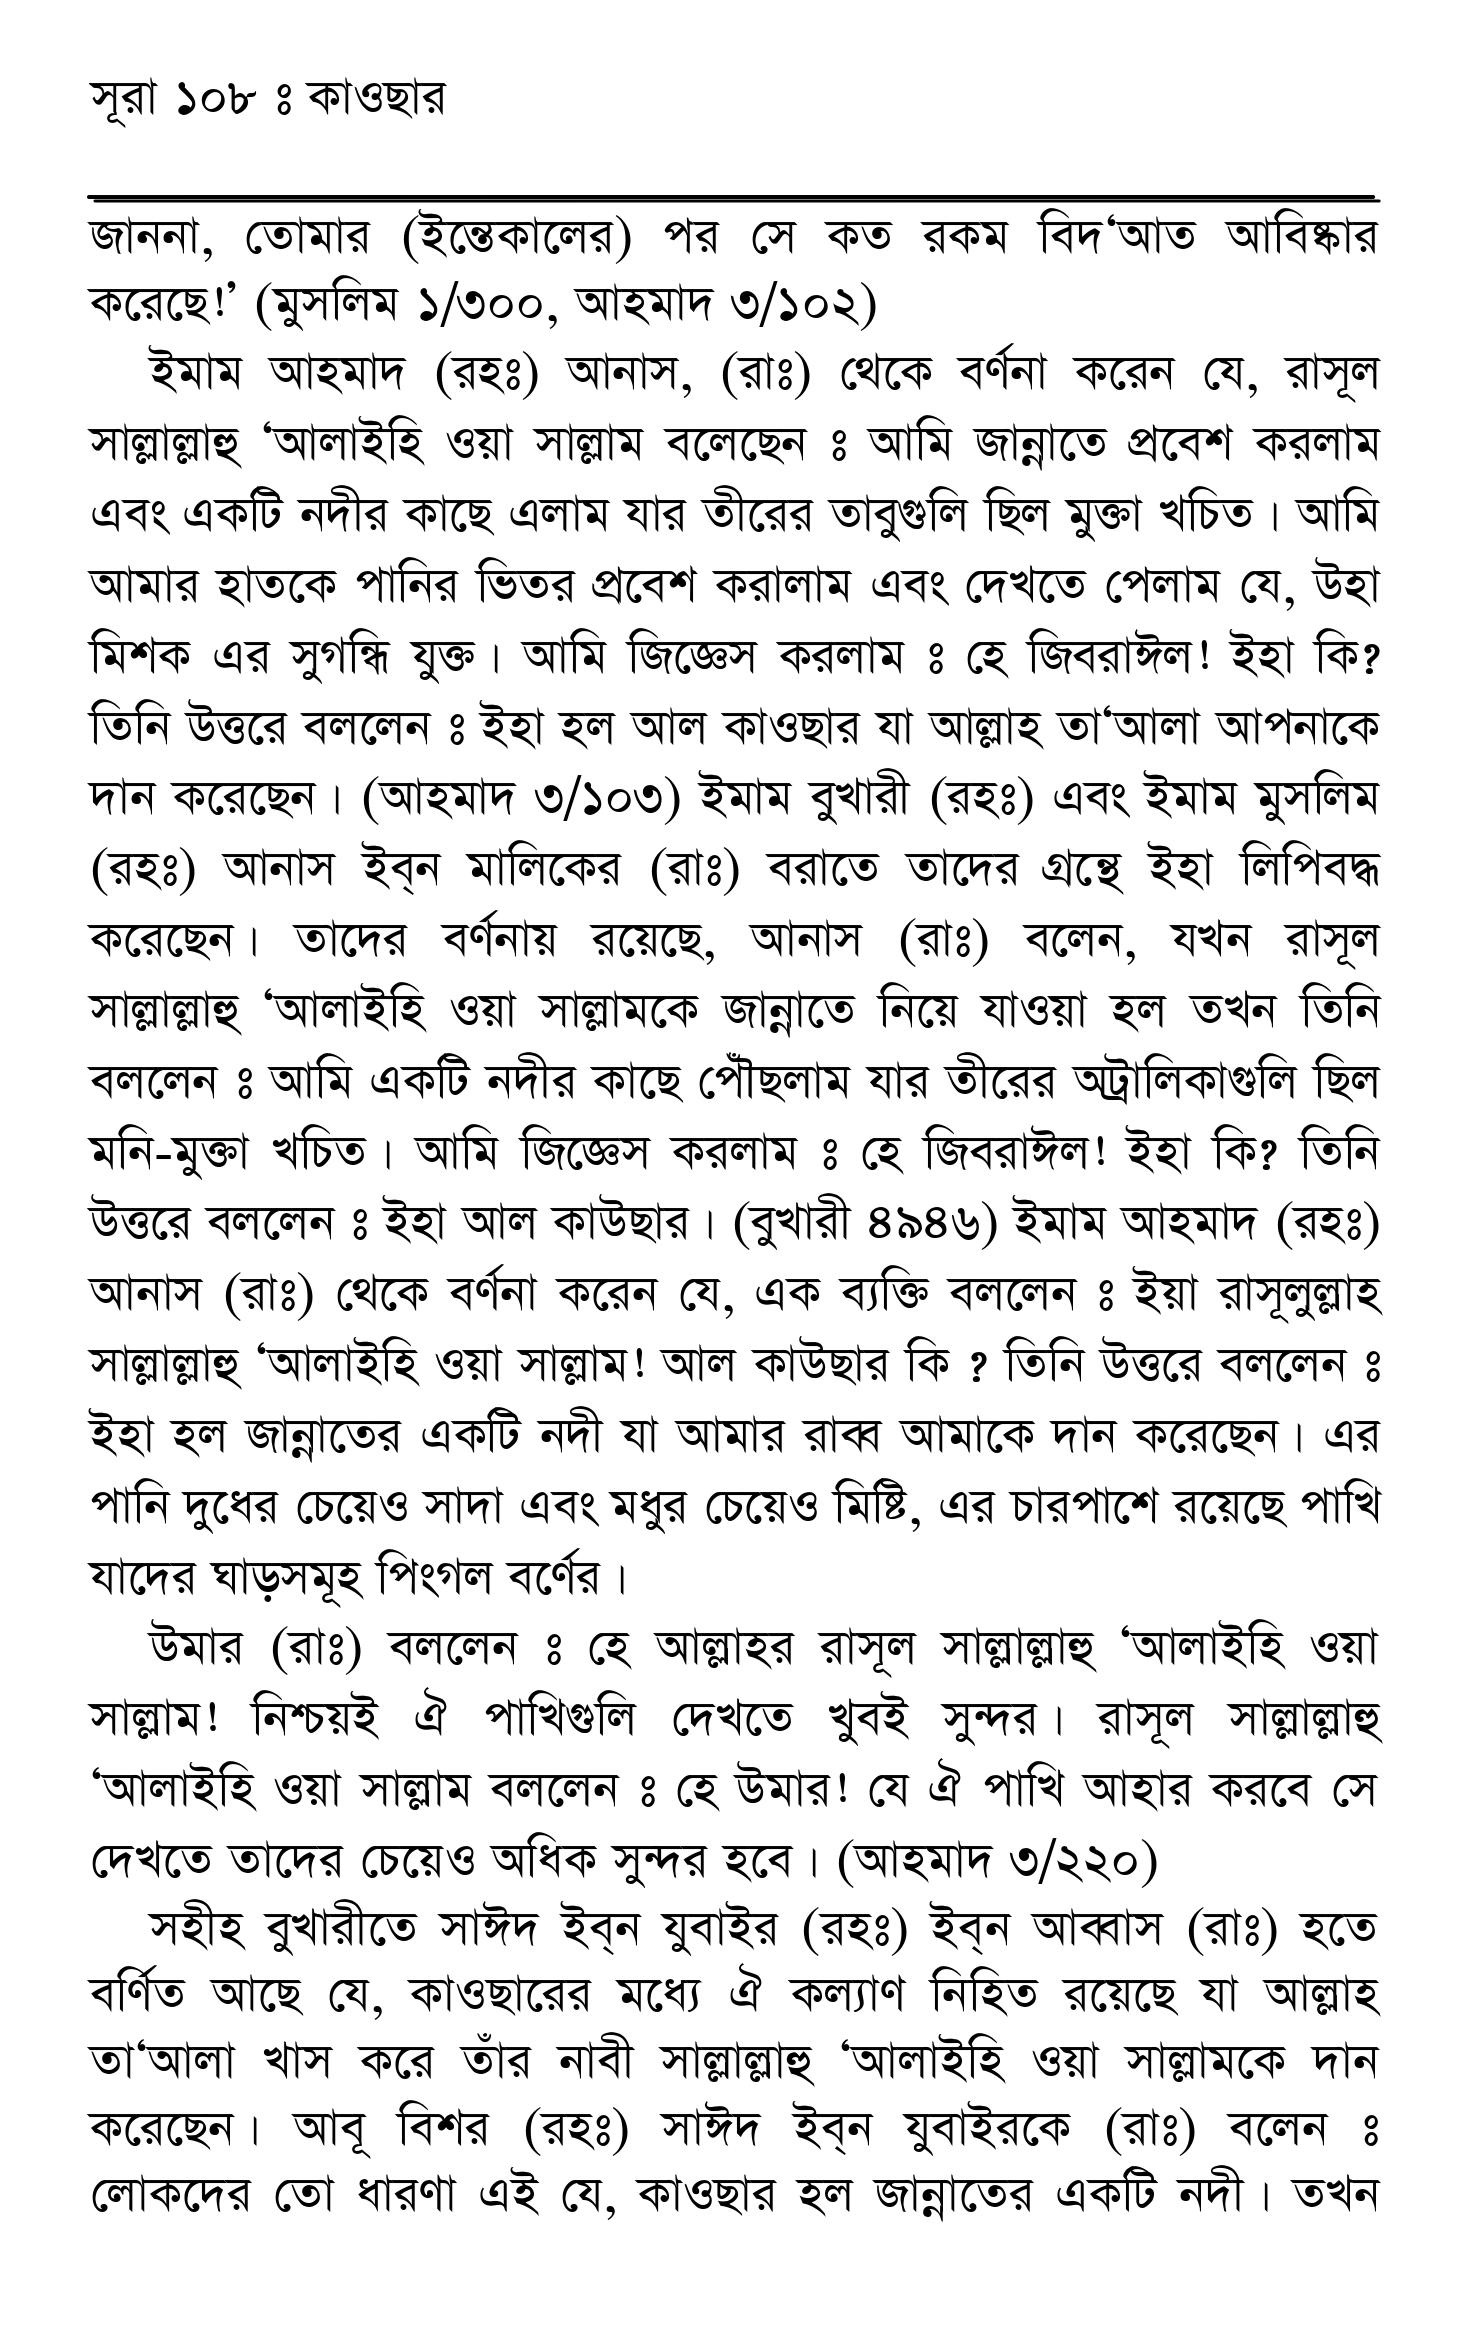 সূরা ১০৮ ঃ কাওছার
জাননা, তোমার (ইন্তেকালের) পর সে কত রকম বিদ‘আত আবিষ্কার
করেছে!’ (মুসলিম ১/৩০০, আহমাদ ৩/১০২)
ইমাম আহমাদ (রহঃ) আনাস, (রাঃ) থেকে বর্ণনা করেন যে, রাসূল
সাল্লাল্লাহু ‘আলাইহি ওয়া সাল্লাম বলেছেন ঃ আমি জান্নাতে প্রবেশ করলাম
এবং একটি নদীর কাছে এলাম যার তীরের তাবুগুলি ছিল মুক্তা খচিত। আমি
আমার হাতকে পানির ভিতর প্রবেশ করালাম এবং দেখতে পেলাম যে, উহা
মিশক এর সুগন্ধি যুক্ত। আমি জিজ্ঞেস করলাম ঃ হে জিবরাঈল! ইহা কি?
তিনি উত্তরে বললেন ঃ ইহা হল আল কাওছার যা আল্লাহ তা‘আলা আপনাকে
দান করেছেন। (আহমাদ ৩/১০৩) ইমাম বুখারী (রহঃ) এবং ইমাম মুসলিম
(রহঃ) আনাস ইব্‌ন মালিকের (রাঃ) বরাতে তাদের গ্রন্থে ইহা লিপিবদ্ধ
করেছেন। তাদের বর্ণনায় রয়েছে, আনাস (রাঃ) বলেন, যখন রাসূল
সাল্লাল্লাহু ‘আলাইহি ওয়া সাল্লামকে জান্নাতে নিয়ে যাওয়া হল তখন তিনি
বললেন ঃ আমি একটি নদীর কাছে পৌঁছলাম যার তীরের অট্রালিকাগুলি ছিল
মনি-মুক্তা খচিত। আমি জিজ্ঞেস করলাম ঃ হে জিবরাঈল! ইহা কি? তিনি
উত্তরে বললেন ঃ ইহা আল কাউছার। (বুখারী ৪৯৪৬) ইমাম আহমাদ (রহঃ)
আনাস (রাঃ) থেকে বর্ণনা করেন যে, এক ব্যক্তি বললেন ঃ ইয়া রাসূলুল্লাহ
সাল্লাল্লাহু ‘আলাইহি ওয়া সাল্লাম! আল কাউছার কি ? তিনি উত্তরে বললেন ঃ
ইহা হল জান্নাতের একটি নদী যা আমার রাব্ব আমাকে দান করেছেন। এর
পানি দুধের চেয়েও সাদা এবং মধুর চেয়েও মিষ্টি, এর চারপাশে রয়েছে পাখি
যাদের ঘাড়সমূহ পিংগল বর্ণের।
উমার (রাঃ) বললেন ঃ হে আল্লাহর রাসূল সাল্লাল্লাহু ‘আলাইহি ওয়া
সাল্লাম! নিশ্চয়ই ঐ পাখিগুলি দেখতে খুবই সুন্দর। রাসূল সাল্লাল্লাহু
‘আলাইহি ওয়া সাল্লাম বললেন ঃ হে উমার! যে ঐ পাখি আহার করবে সে
দেখতে তাদের চেয়েও অধিক সুন্দর হবে। (আহমাদ ৩/২২০)
সহীহ বুখারীতে সাঈদ ইব্‌ন যুবাইর (রহঃ) ইব্‌ন আব্বাস (রাঃ) হতে
বর্ণিত আছে যে, কাওছারের মধ্যে ঐ কল্যাণ নিহিত রয়েছে যা আল্লাহ
তা‘আলা খাস করে তাঁর নাবী সাল্লাল্লাহু ‘আলাইহি ওয়া সাল্লামকে দান
করেছেন। আবূ বিশর (রহঃ) সাঈদ ইব্‌ন যুবাইরকে (রাঃ) বলেন ঃ
লোকদের তো ধারণা এই যে, কাওছার হল জান্নাতের একটি নদী। তখন